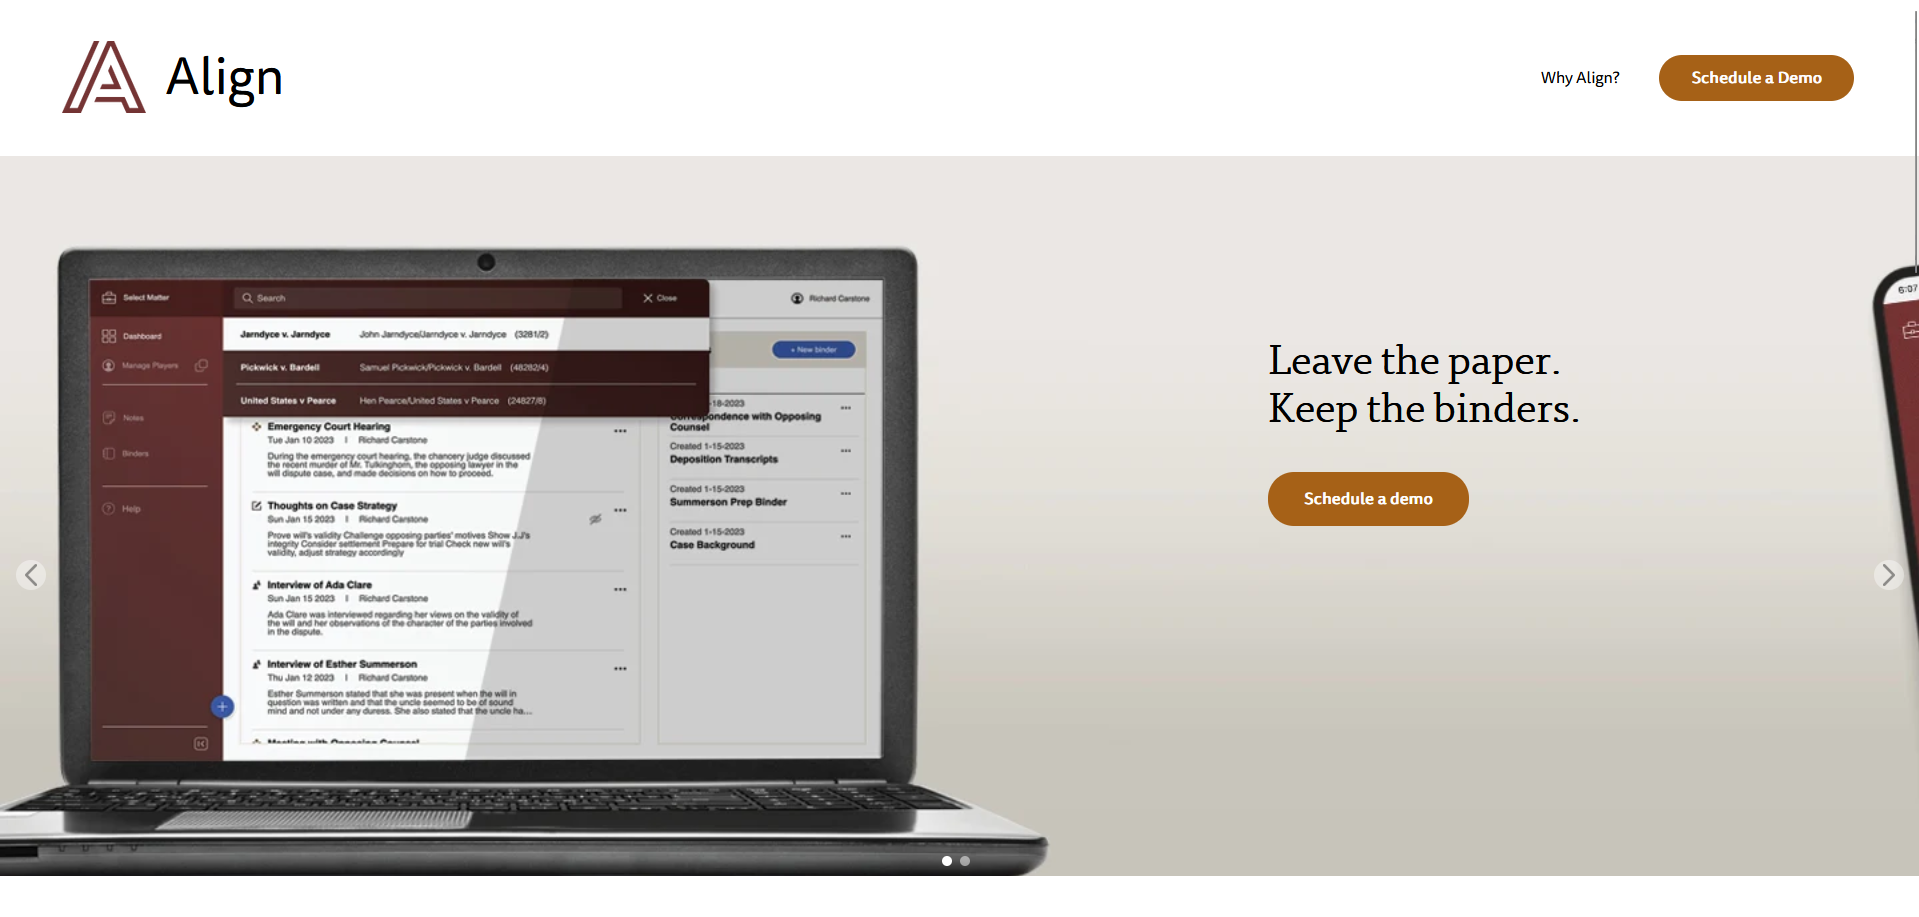 Align
Why Align?
Schedule a Demo
Select Matter
Search
Close
Richard Carstone
Dashboard
Manage Players
Notes
Binders
Help
Jarndyce v. Jarndyce John Jarndyce/Jarndyce v. Jarndyce (3281/2)
Pickwick v. Bardell Samuel Pickwick/Pickwick v. Bardell (48282/4)
United States v Pearce Hen Pearce/United States v Pearce (24827/8)
Emergency Court Hearing
Tue Jan 10 2023 | Richard Carstone
During the emergency court hearing, the chancery judge discussed
the recent murder of Mr. Tulkinghorn, the opposing lawyer in the
will dispute case, and made decisions on how to proceed.
Thoughts on Case Strategy
Sun Jan 15 2023 | Richard Carstone
Prove will's validity Challenge opposing parties' motives Show J.J's
integrity Consider settlement Prepare for trial Check new will's
validity, adjust strategy accordingly
Interview of Ada Clare
Sun Jan 15 2023 | Richard Carstone
Ada Clare was interviewed regarding her views on the validity of
the will and her observations of the character of the parties involved
in the dispute.
Interview of Esther Summerson
Thu Jan 12 2023 | Richard Carstone
Esther Summerson stated that she was present when the will in
question was written and that the uncle seemed to be of sound
mind and not under any duress. She also stated that the uncle ha...
Meeting with Opposing Counsel
+ New binder
-18-2023
Correspondence with Opposing
Counsel
Created 1-15-2023
Deposition Transcripts
Created 1-15-2023
Summerson Prep Binder
Created 1-15-2023
Case Background
Leave the paper.
Keep the binders.
Schedule a demo
6:07